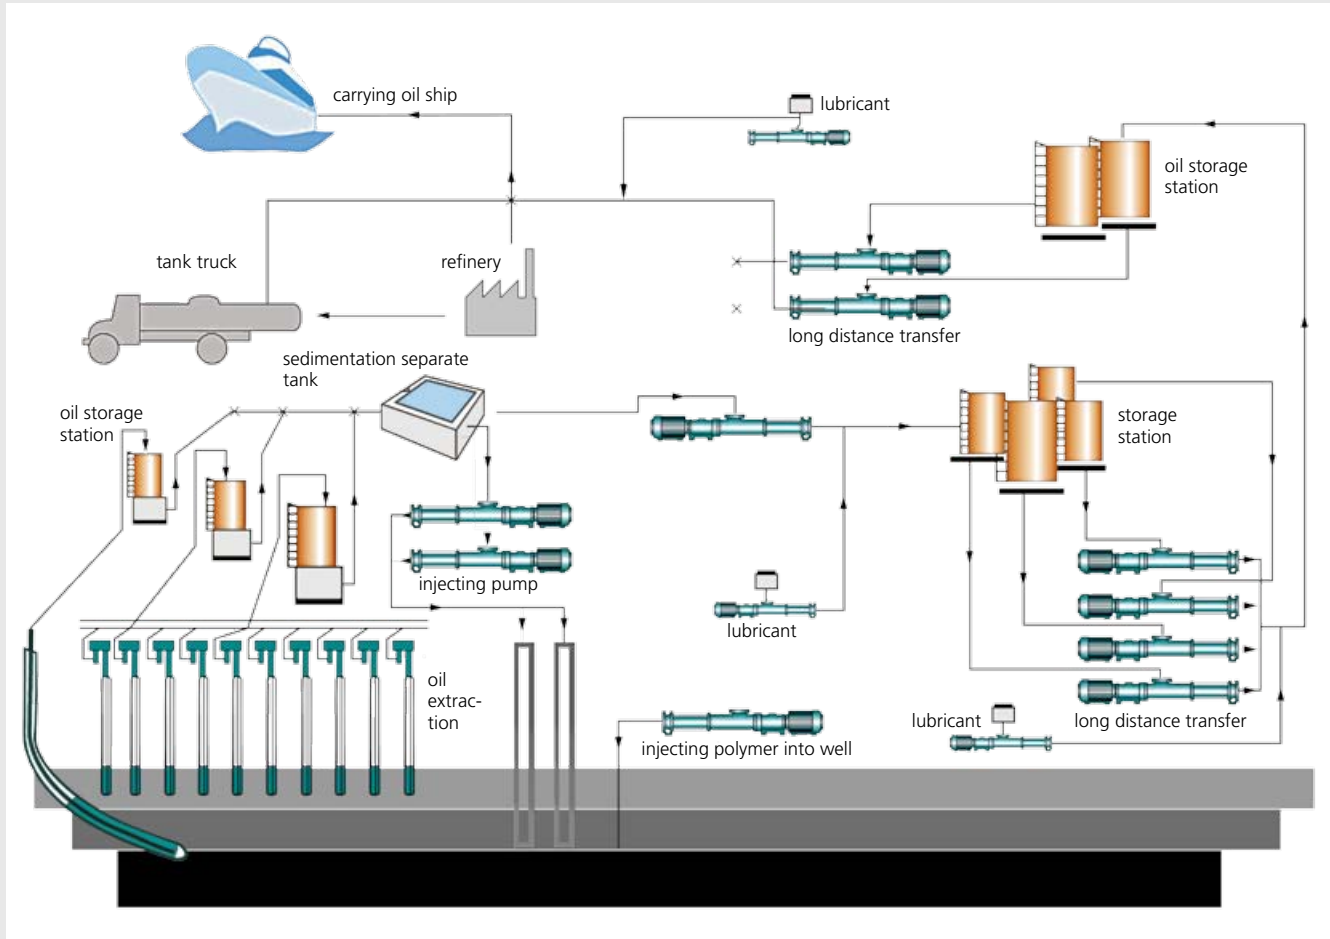 carrying oil ship
lubricant
oil storage
station
tank truck
refinery
long distance transfer
sedimentation separate
tank
oil storage
station
storage
station
injecting pump
lubricant
oil
extrac-
tion
lubricant
long distance transfer
injecting polymer into well